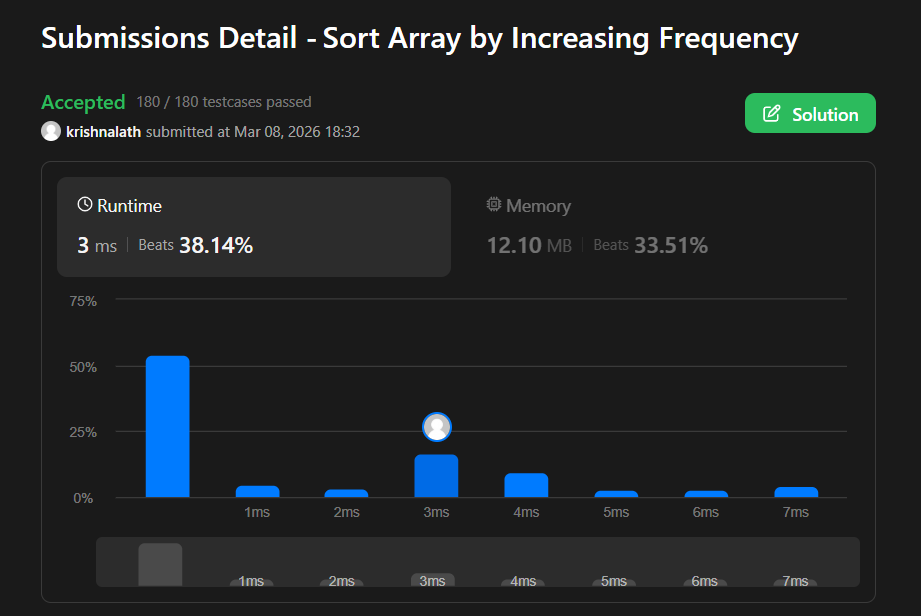 Submissions Detail - Sort Array by Increasing Frequency
Accepted 180 / 180 testcases passed
krishnalath submitted at Mar 08, 2026 18:32
Solution
Runtime
3 ms Beats 38.14%
Memory
12.10 MB Beats 33.51%
75%
50%
25%
0%
1ms 2ms 3ms 4ms 5ms 6ms 7ms
1ms 2ms 3ms 4ms 5ms 6ms 7ms